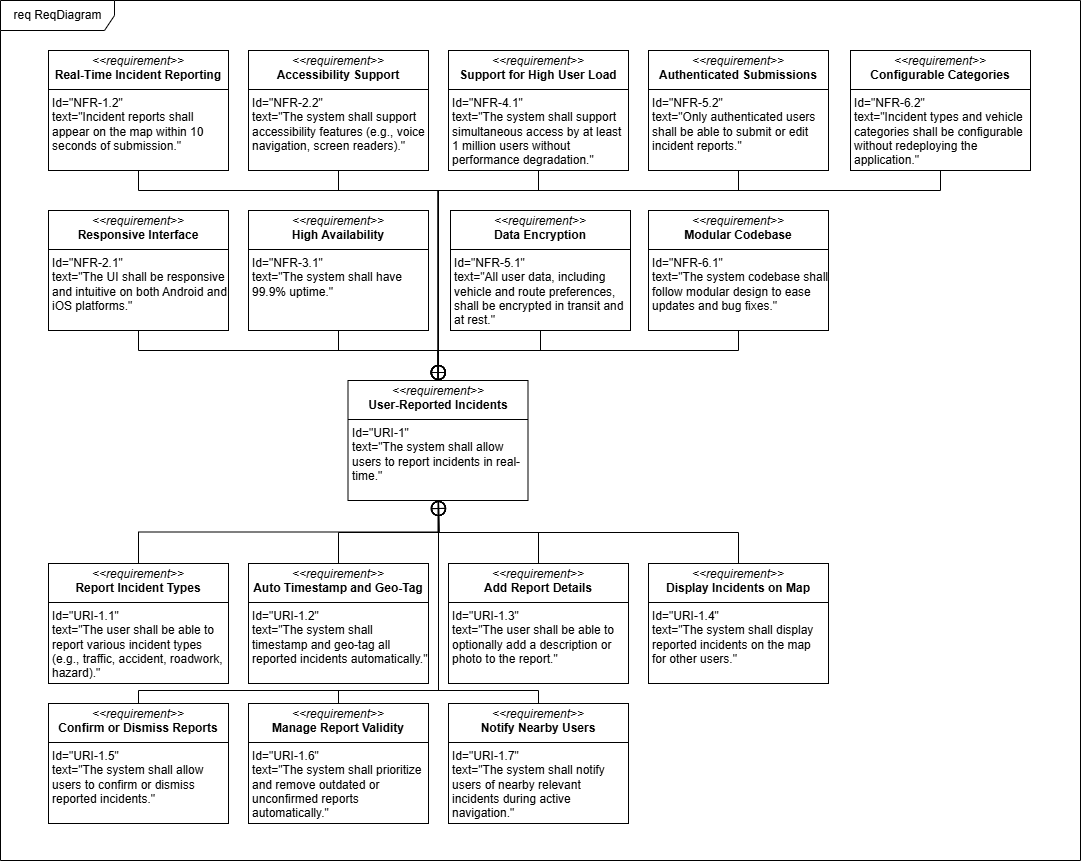 req ReqDiagram
<<requirement>>
Real-Time Incident Reporting
Id="NFR-1.2"
text="Incident reports shall
appear on the map within 10
seconds of submission."
<<requirement>>
Accessibility Support
Id="NFR-2.2"
text="The system shall support
accessibility features (e.g., voice
navigation, screen readers)."
<<requirement>>
Support for High User Load
Id="NFR-4.1"
text="The system shall support
simultaneous access by at least
1 million users without
performance degradation."
<<requirement>>
Authenticated Submissions
Id="NFR-5.2"
text="Only authenticated users
shall be able to submit or edit
incident reports."
<<requirement>>
Configurable Categories
Id="NFR-6.2"
text="Incident types and vehicle
categories shall be configurable
without redeploying the
application."
<<requirement>>
Responsive Interface
Id="NFR-2.1"
text="The UI shall be responsive
and intuitive on both Android and
iOS platforms."
<<requirement>>
High Availability
Id="NFR-3.1"
text="The system shall have
99.9% uptime."
<<requirement>>
Data Encryption
Id="NFR-5.1"
text="All user data, including
vehicle and route preferences,
shall be encrypted in transit and
at rest."
<<requirement>>
Modular Codebase
Id="NFR-6.1"
text="The system codebase shall
follow modular design to ease
updates and bug fixes."
<<requirement>>
User-Reported Incidents
Id="URI-1"
text="The system shall allow
users to report incidents in real-
time."
<<requirement>>
Report Incident Types
Id="URI-1.1"
text="The user shall be able to
report various incident types
(e.g., traffic, accident, roadwork,
hazard)."
<<requirement>>
Auto Timestamp and Geo-Tag
Id="URI-1.2"
text="The system shall
timestamp and geo-tag all
reported incidents automatically."
<<requirement>>
Add Report Details
Id="URI-1.3"
text="The user shall be able to
optionally add a description or
photo to the report."
<<requirement>>
Display Incidents on Map
Id="URI-1.4"
text="The system shall display
reported incidents on the map
for other users."
<<requirement>>
Confirm or Dismiss Reports
Id="URI-1.5"
text="The system shall allow
users to confirm or dismiss
reported incidents."
<<requirement>>
Manage Report Validity
Id="URI-1.6"
text="The system shall prioritize
and remove outdated or
unconfirmed reports
automatically."
<<requirement>>
Notify Nearby Users
Id="URI-1.7"
text="The system shall notify
users of nearby relevant
incidents during active
navigation."